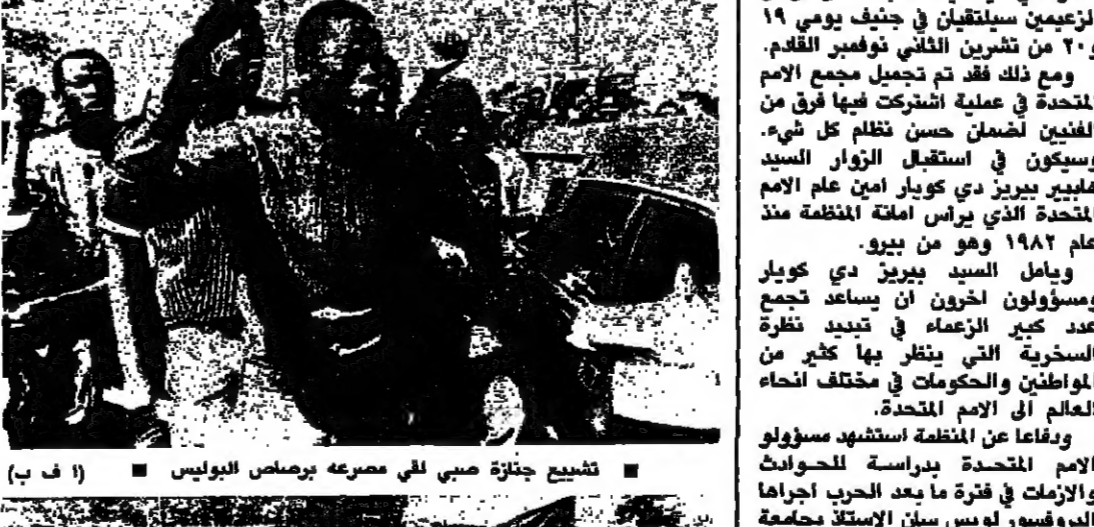 لزعيمين سيلتقيان في جنيف يومي ١٩
و٢٠ من تشرين الثاني نوفمبر القادم.
ومع ذلك فقد تم تجميل مجمع الامم
المتحدة في عملية اشتركت فيها فرق من
الفنيين لضمان حسن نظام كل شيء.
وسيكون في استقبال الزوار السيد
بيريز دي كويار امين عام الامم
المتحدة الذي يرأس امانة المنظمة منذ
عام ١٩٨٢ وهو من بيرو.
ويامل السيد بيريز دي كويار
ومسؤولون اخرون ان يساعد تجمع
عدد كبير الزعماء في تبديد نظرة
السخرية التي ينظر بها كثير من
المواطنين والحكومات في مختلف انحاء
العالم الى الامم المتحدة.
ودفاعا عن المنظمة استشهد مسؤولو
الامم المتحدة بدراسة للحوادث
والازمات في فترة ما بعد الحرب اجراها
البروفسور لويس الاستاذ بجامعة
■ تشييع جنازة صبي لقي مصرعه برصاص البوليس ■ (ا ف ب)